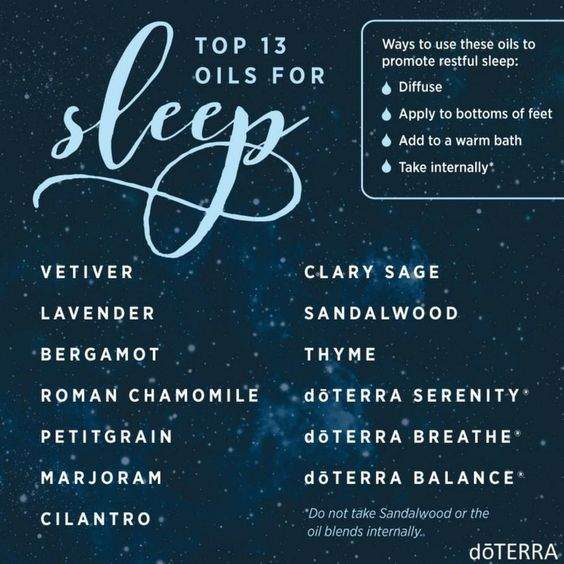 TOP 13
OILS FOR
sleep
Ways to use these oils to
promote restful sleep:
Diffuse
Apply to bottoms of feet
Add to a warm bath
Take internally*
VETIVER
LAVENDER
BERGAMOT
ROMAN CHAMOMILE
PETITGRAIN
MARJORAM
CILANTRO
CLARY SAGE
SANDALWOOD
THYME
dōTERRA SERENITY®
dōTERRA BREATHE®
dōTERRA BALANCE®
*Do not take Sandalwood or the
oil blends internally.
dōTERRA